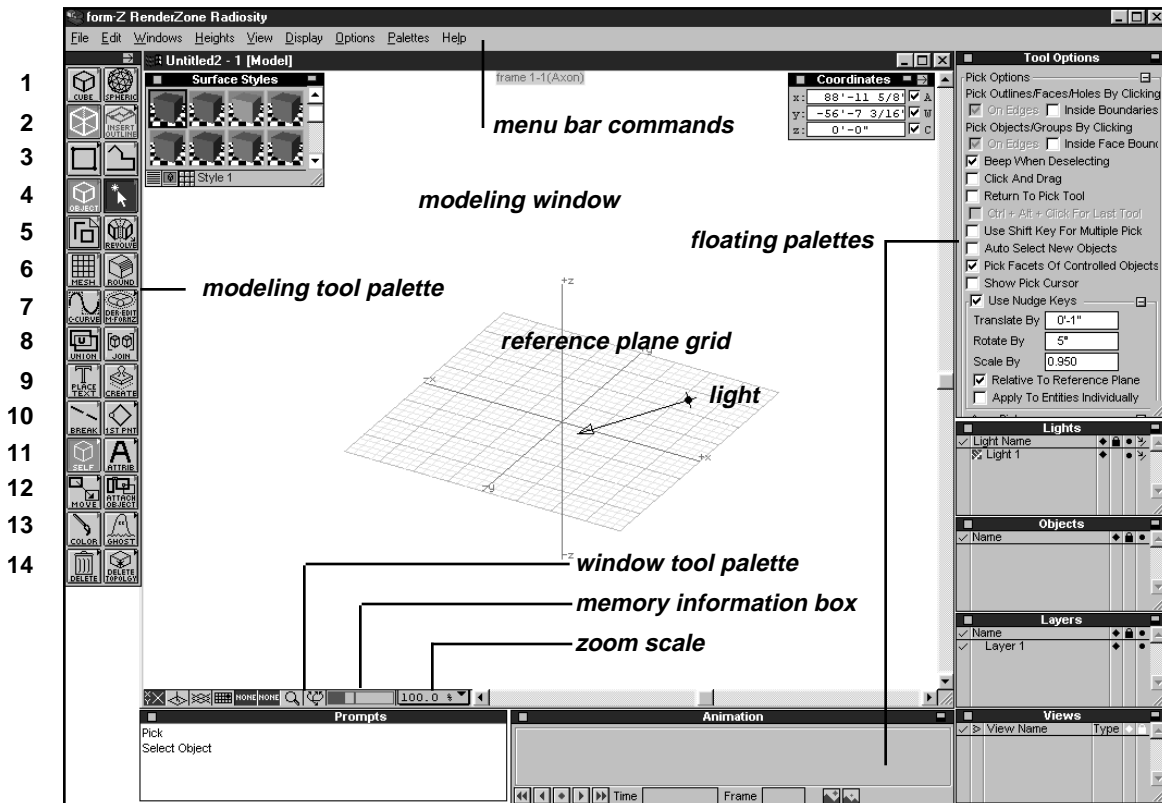 form-Z RenderZone Radiosity
File Edit Windows Heights View Display Options Palettes Help
Untitled2 - 1 [Model]
Surface Styles
Style 1
frame 1-1(Axon)
Coordinates
x: 88'-11 5/8" A
y: -56'-7 3/16" W
z: 0'-0" C
menu bar commands
modeling window
floating palettes
modeling tool palette
reference plane grid
light
window tool palette
memory information box
zoom scale
+z
+y
-x
+x
-y
-z
1 CUBE SPHERIC
2 INSERT OUTLINE
3
4 OBJECT
5 REVOLVE
6 MESH ROUND
7 C-CURVE DER-EDIT M-FORMZ
8 UNION JOIN
9 PLACE TEXT CREATE
10 BREAK 1ST PNT
11 SELF ATTRIB
12 MOVE ATTACH OBJECT
13 COLOR GHOST
14 DELETE DELETE TOPOLGY
NONE NONE
100.0 %
Prompts
Pick
Select Object
Animation
Time Frame
Tool Options
Pick Options
Pick Outlines/Faces/Holes By Clicking
On Edges Inside Boundaries
Pick Objects/Groups By Clicking
On Edges Inside Face Bound
Beep When Deselecting
Click And Drag
Return To Pick Tool
Ctrl + Alt + Click For Last Tool
Use Shift Key For Multiple Pick
Auto Select New Objects
Pick Facets Of Controlled Objects
Show Pick Cursor
Use Nudge Keys
Translate By 0'-1"
Rotate By 5°
Scale By 0.950
Relative To Reference Plane
Apply To Entities Individually
Lights
Light Name
Light 1
Objects
Name
Layers
Name
Layer 1
Views
View Name Type